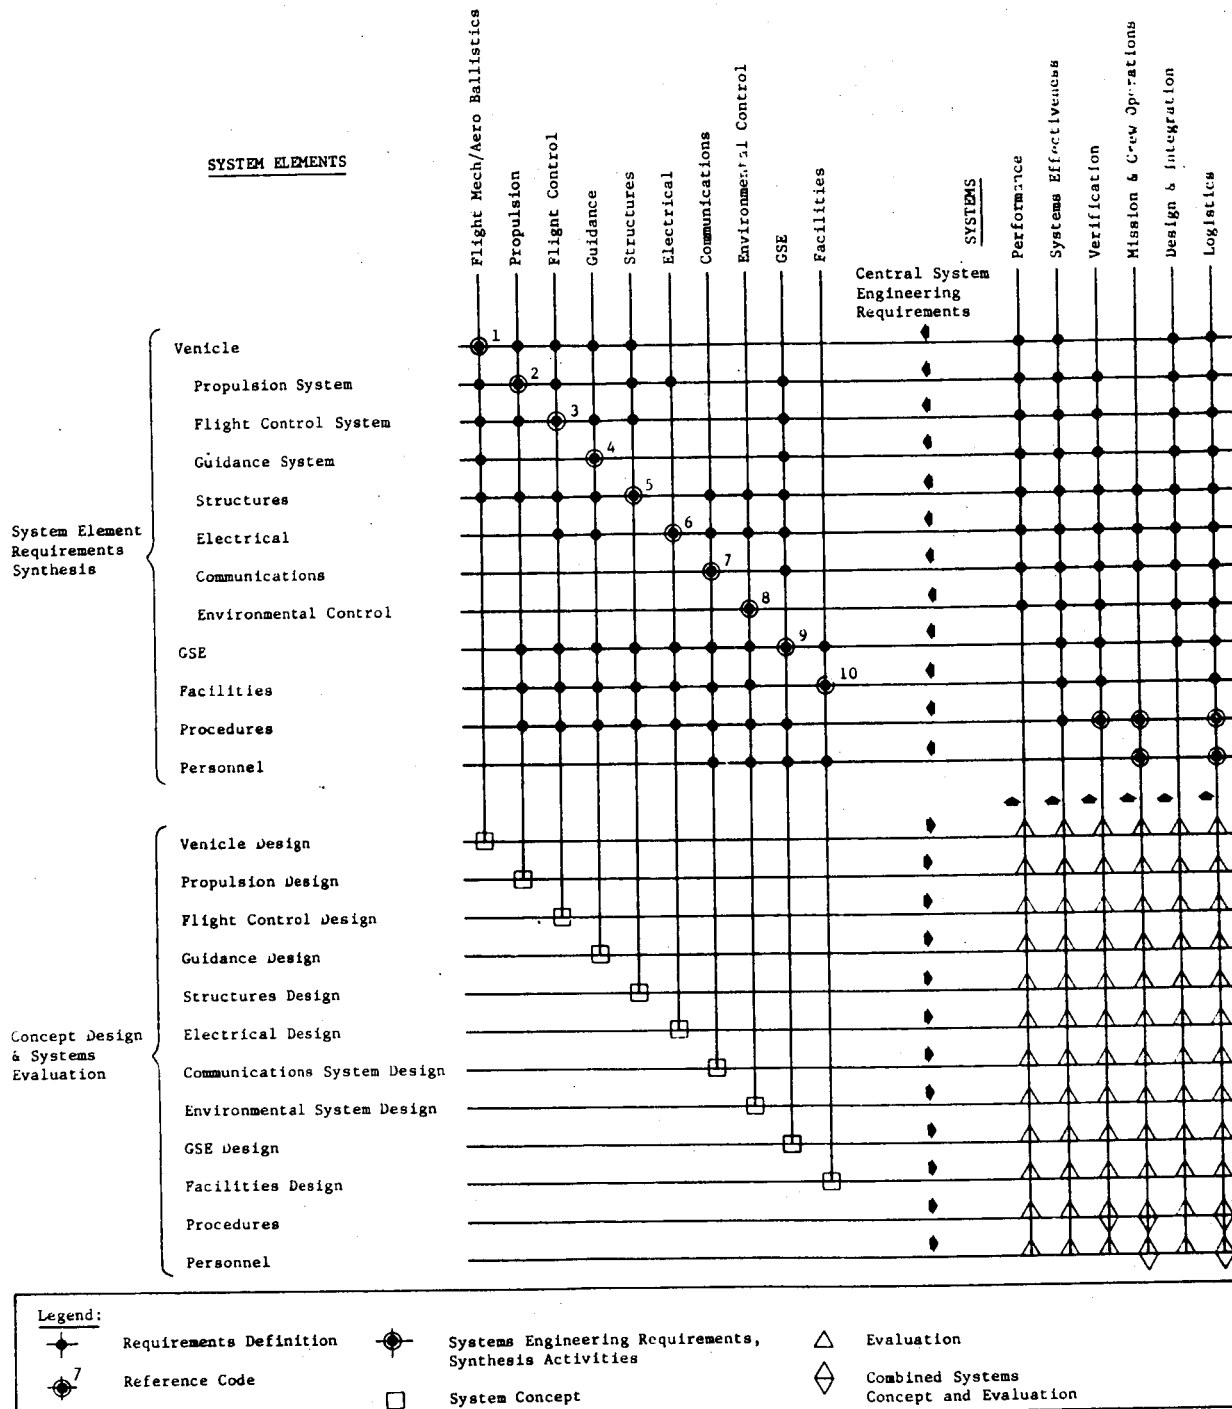 SYSTEM ELEMENTS
Flight Mech/Aero Ballistics
Propulsion
Flight Control
Guidance
Structures
Electrical
Communications
Environmental Control
GSE
Facilities
Central System
Engineering
Requirements
SYSTEMS
Performance
Systems Effectiveness
Verification
Mission & Crew Operations
Design & Integration
Logistics
System Element
Requirements
Synthesis
Venicle
1
Propulsion System
2
Flight Control System
3
Guidance System
4
Structures
5
Electrical
6
Communications
7
Environmental Control
8
GSE
9
Facilities
10
Procedures
Personnel
Concept Design
& Systems
Evaluation
Venicle Design
Propulsion Design
Flight Control Design
Guidance Design
Structures Design
Electrical Design
Communications System Design
Environmental System Design
GSE Design
Facilities Design
Procedures
Personnel
Legend:
Requirements Definition
7
Reference Code
Systems Engineering Requirements,
Synthesis Activities
System Concept
Evaluation
Combined Systems
Concept and Evaluation